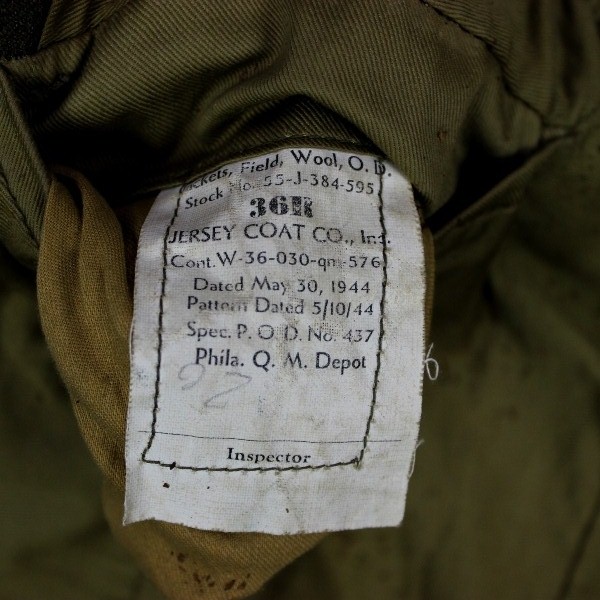 Jackets, Field, Wool, O. D.
Stock No. 55-J-384-595
36R
JERSEY COAT CO., Inc.
Cont. W-36-030-qm-576
Dated May 30, 1944
Pattern Dated 5/10/44
Spec. P. Q. D. No. 437
Phila. Q. M. Depot
Inspector